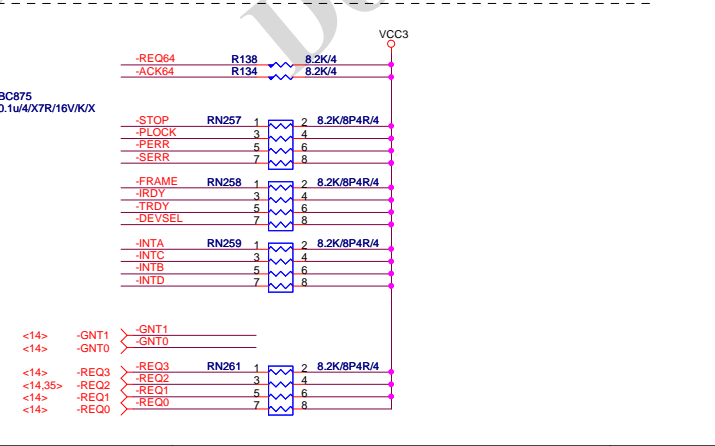 VCC3
-REQ64 R138 8.2K/4
-ACK64 R134 8.2K/4
BC875
0.1u/4/X7R/16V/K/X
-STOP RN257 1 2 8.2K/8P4R/4
-PLOCK 3 4
-PERR 5 6
-SERR 7 8
-FRAME RN258 1 2 8.2K/8P4R/4
-IRDY 3 4
-TRDY 5 6
-DEVSEL 7 8
-INTA RN259 1 2 8.2K/8P4R/4
-INTC 3 4
-INTB 5 6
-INTD 7 8
<14> -GNT1 -GNT1
<14> -GNT0 -GNT0
<14> -REQ3 -REQ3 RN261 1 2 8.2K/8P4R/4
<14,35> -REQ2 -REQ2 3 4
<14> -REQ1 -REQ1 5 6
<14> -REQ0 -REQ0 7 8